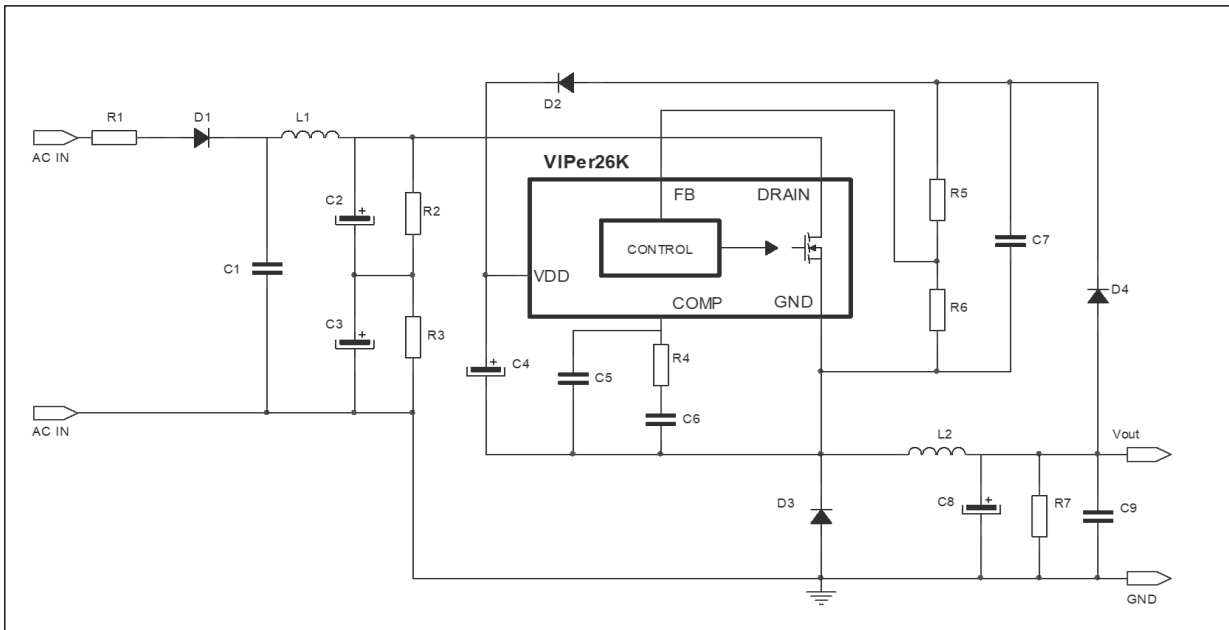 D2
R1
D1
L1
AC IN
VIPer26K
FB
DRAIN
C2
R2
R5
C7
CONTROL
C1
VDD
COMP
GND
D4
R6
C3
R3
R4
C4
C5
C6
AC IN
L2
Vout
D3
C8
R7
C9
GND